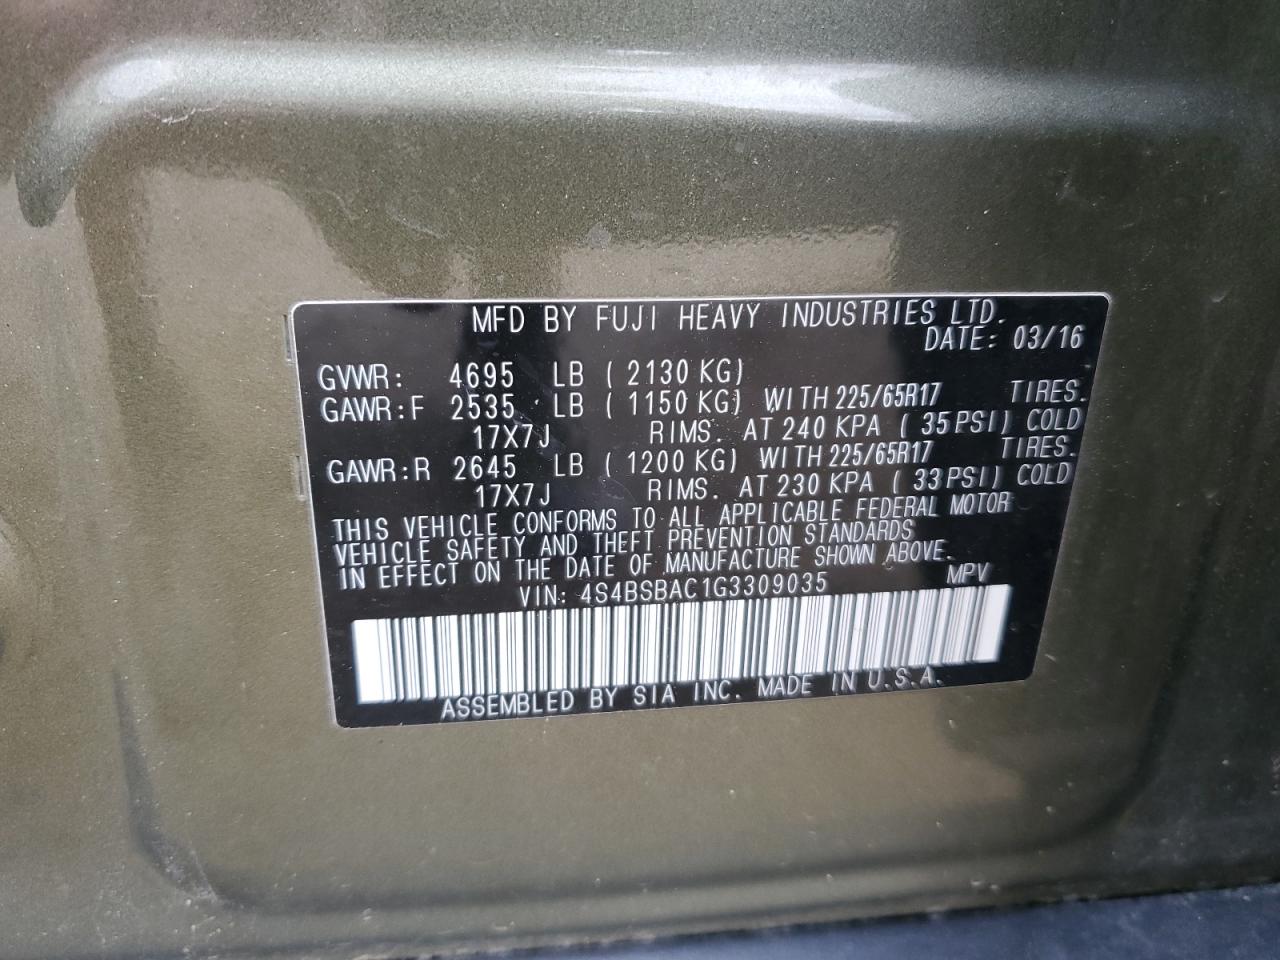 MFD BY FUJI HEAVY INDUSTRIES LTD.
DATE: 03/16
GVWR: 4695 LB ( 2130 KG)
GAWR:F 2535 LB ( 1150 KG) WITH 225/65R17 TIRES.
17X7J RIMS. AT 240 KPA ( 35 PSI) COLD
GAWR:R 2645 LB ( 1200 KG) WITH 225/65R17 TIRES.
17X7J RIMS. AT 230 KPA ( 33 PSI) COLD
THIS VEHICLE CONFORMS TO ALL APPLICABLE FEDERAL MOTOR
VEHICLE SAFETY AND THEFT PREVENTION STANDARDS
IN EFFECT ON THE DATE OF MANUFACTURE SHOWN ABOVE.
VIN: 4S4BSBAC1G3309035 MPV
ASSEMBLED BY SIA INC. MADE IN U.S.A.